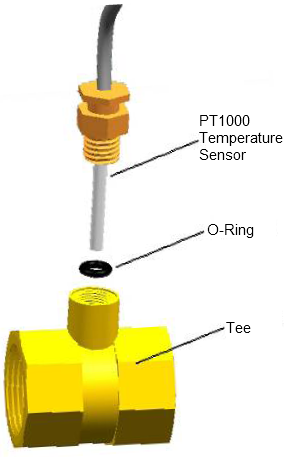 PT1000
Temperature
Sensor
O-Ring
Tee